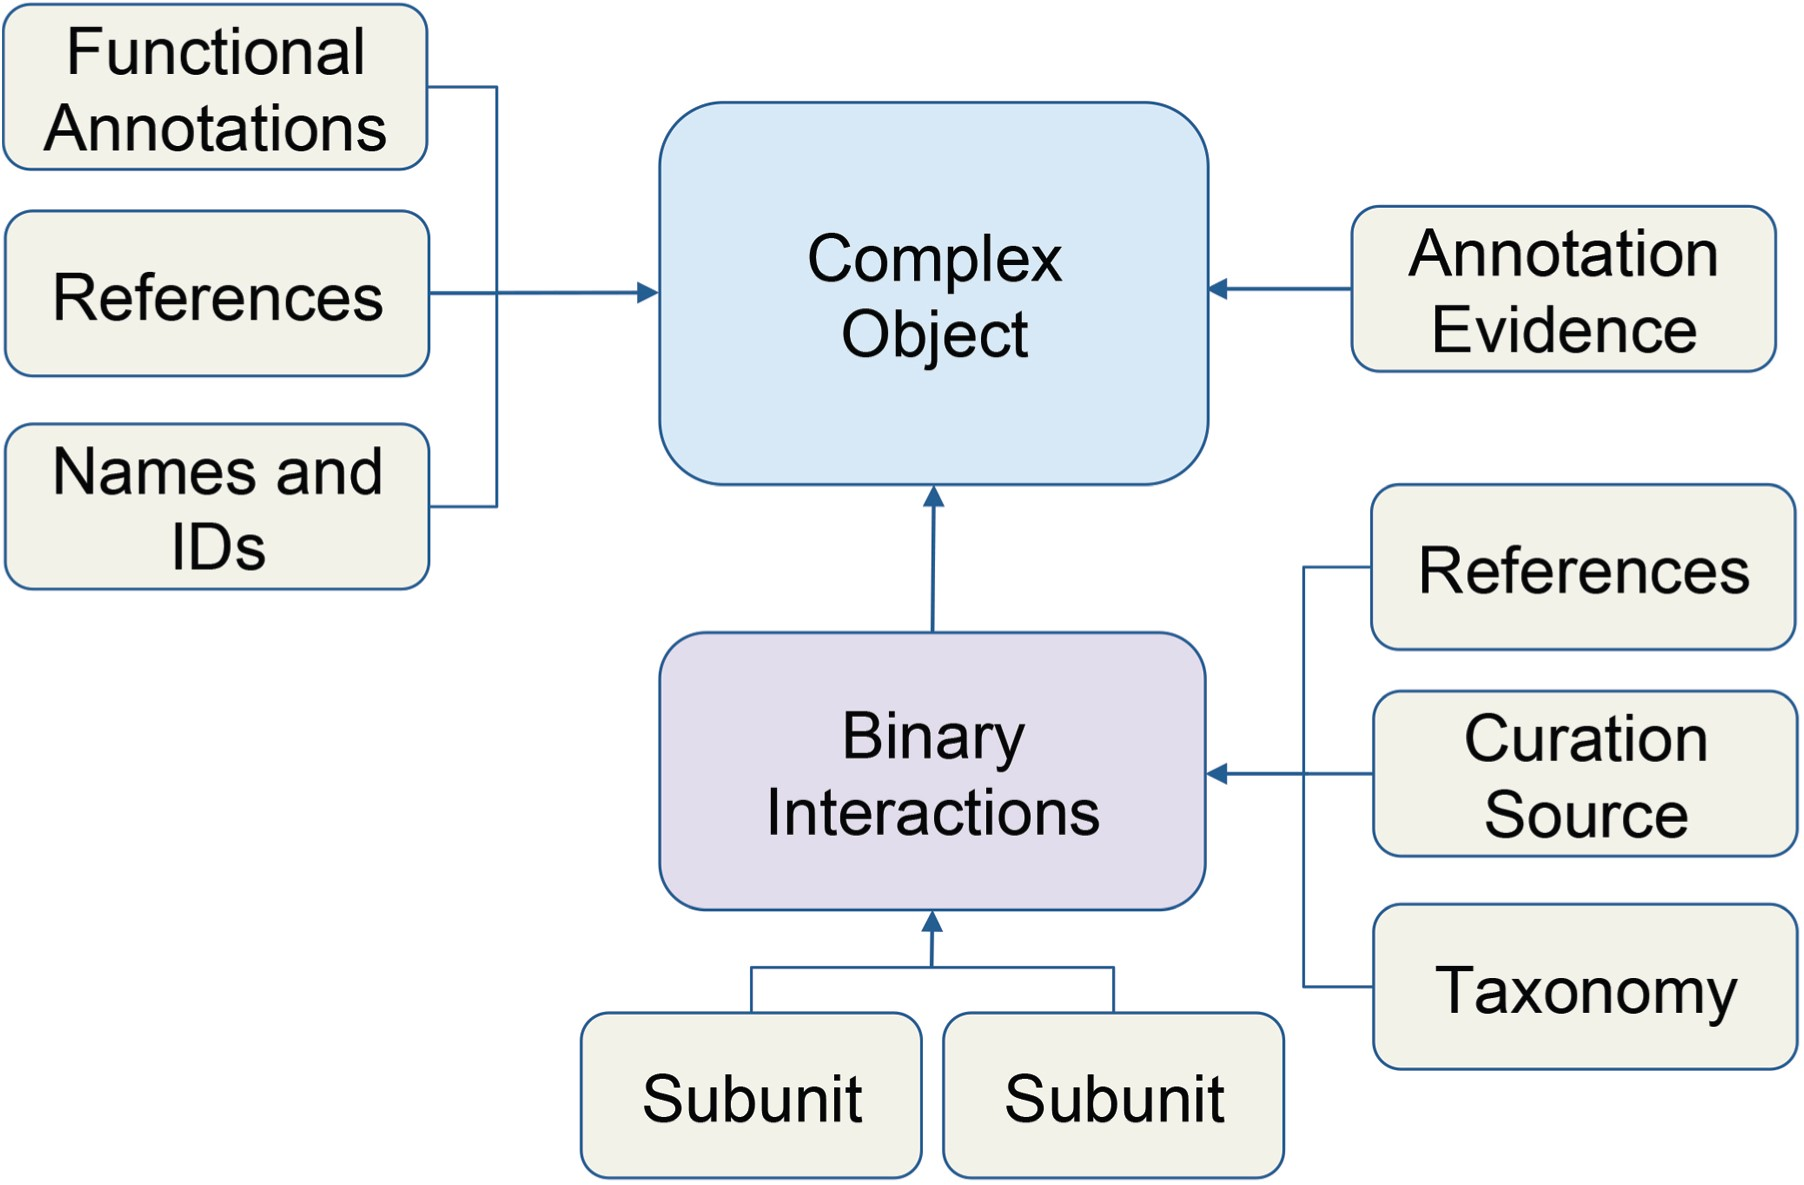 Functional
Annotations
References
Names and
IDs
Complex
Object
Annotation
Evidence
Binary
Interactions
References
Curation
Source
Taxonomy
Subunit
Subunit